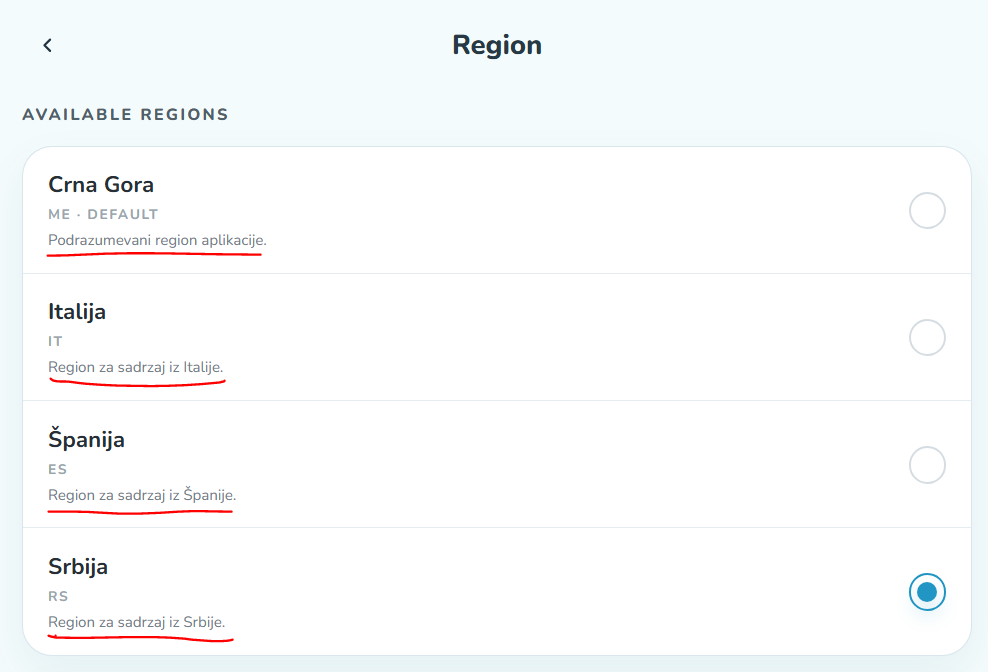 Region
AVAILABLE REGIONS
Crna Gora
ME · DEFAULT
Podrazumevani region aplikacije.
Italija
IT
Region za sadrzaj iz Italije.
Španija
ES
Region za sadrzaj iz Španije.
Srbija
RS
Region za sadrzaj iz Srbije.